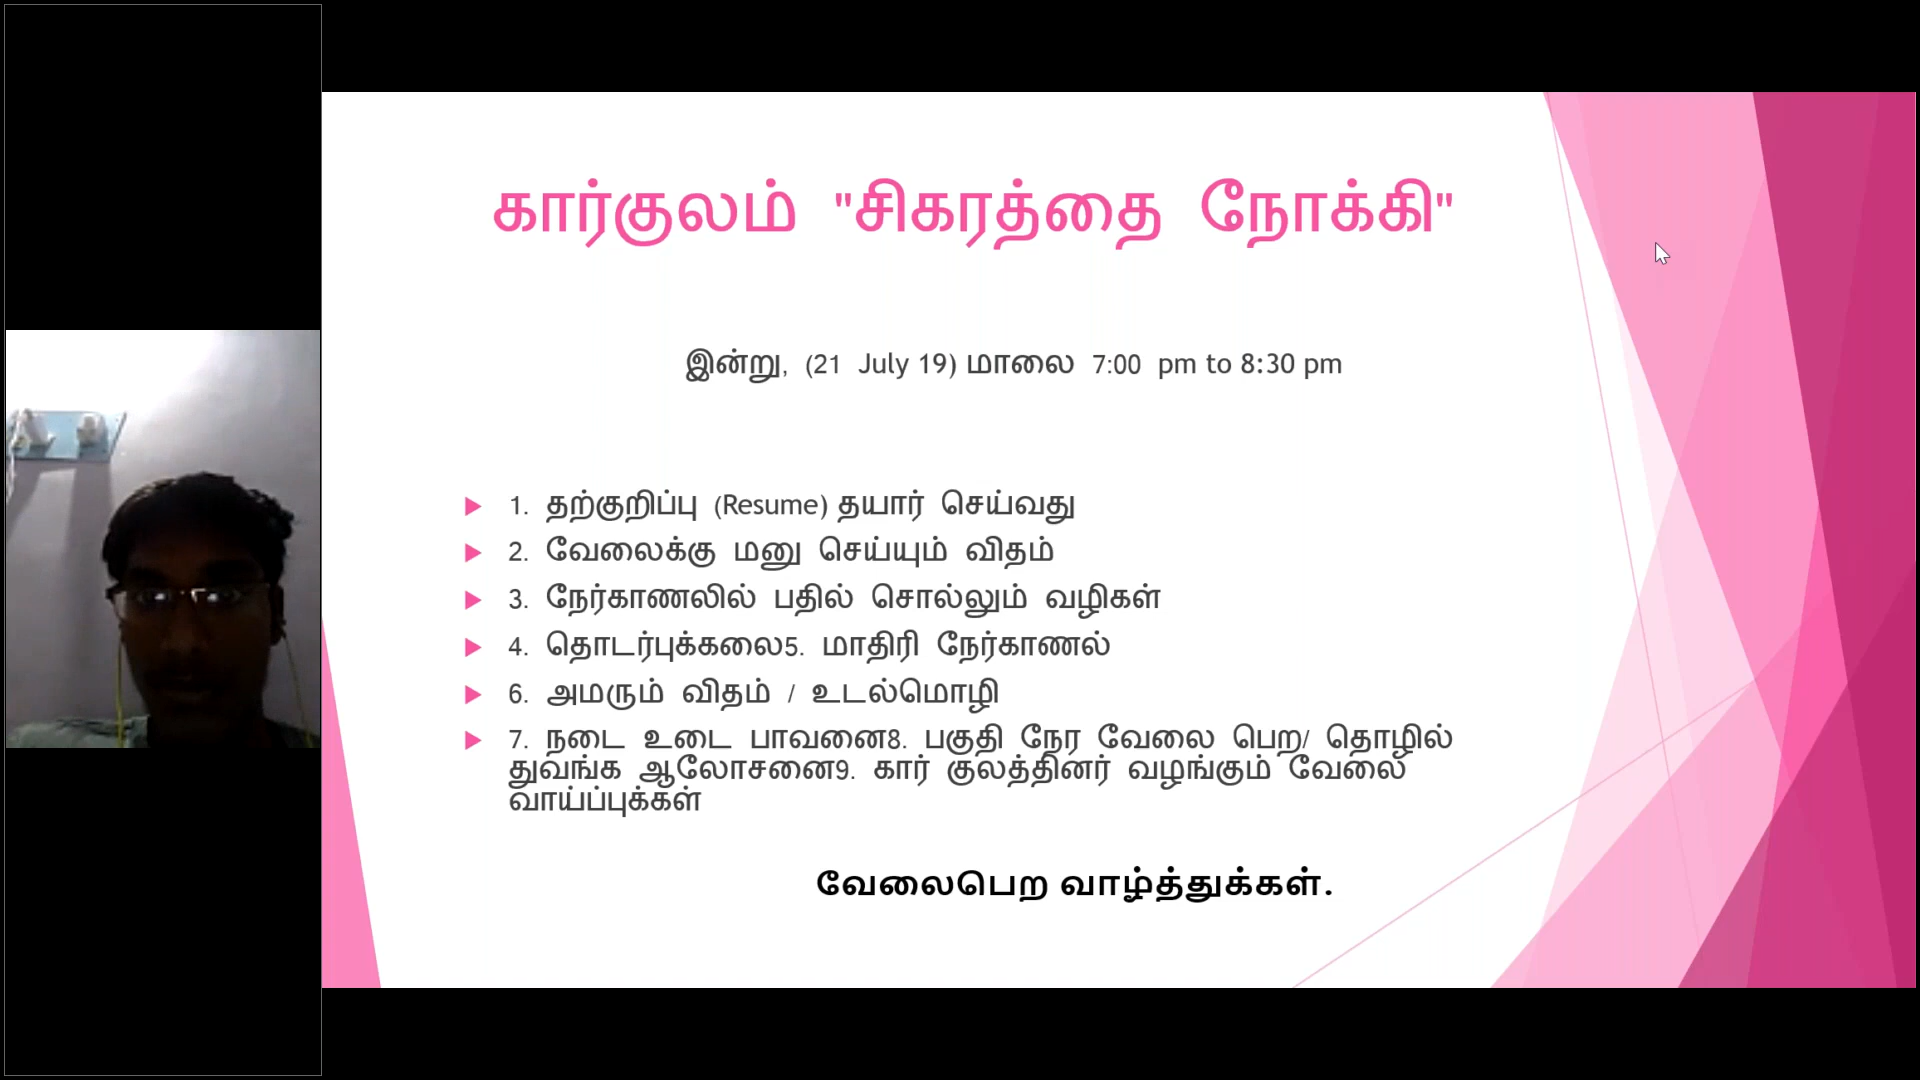 கார்குலம் "சிகரத்தை நோக்கி"
இன்று, (21 July 19) மாலை 7:00 pm to 8:30 pm
1. தற்குறிப்பு (Resume) தயார் செய்வது
2. வேலைக்கு மனு செய்யும் விதம்
3. நேர்காணலில் பதில் சொல்லும் வழிகள்
4. தொடர்புக்கலை5. மாதிரி நேர்காணல்
6. அமரும் விதம் / உடல்மொழி
7. நடை உடை பாவனை8. பகுதி நேர வேலை பெற/ தொழில்
துவங்க ஆலோசனை9. கார் குலத்தினர் வழங்கும் வேலை
வாய்ப்புக்கள்
வேலைபெற வாழ்த்துக்கள்.